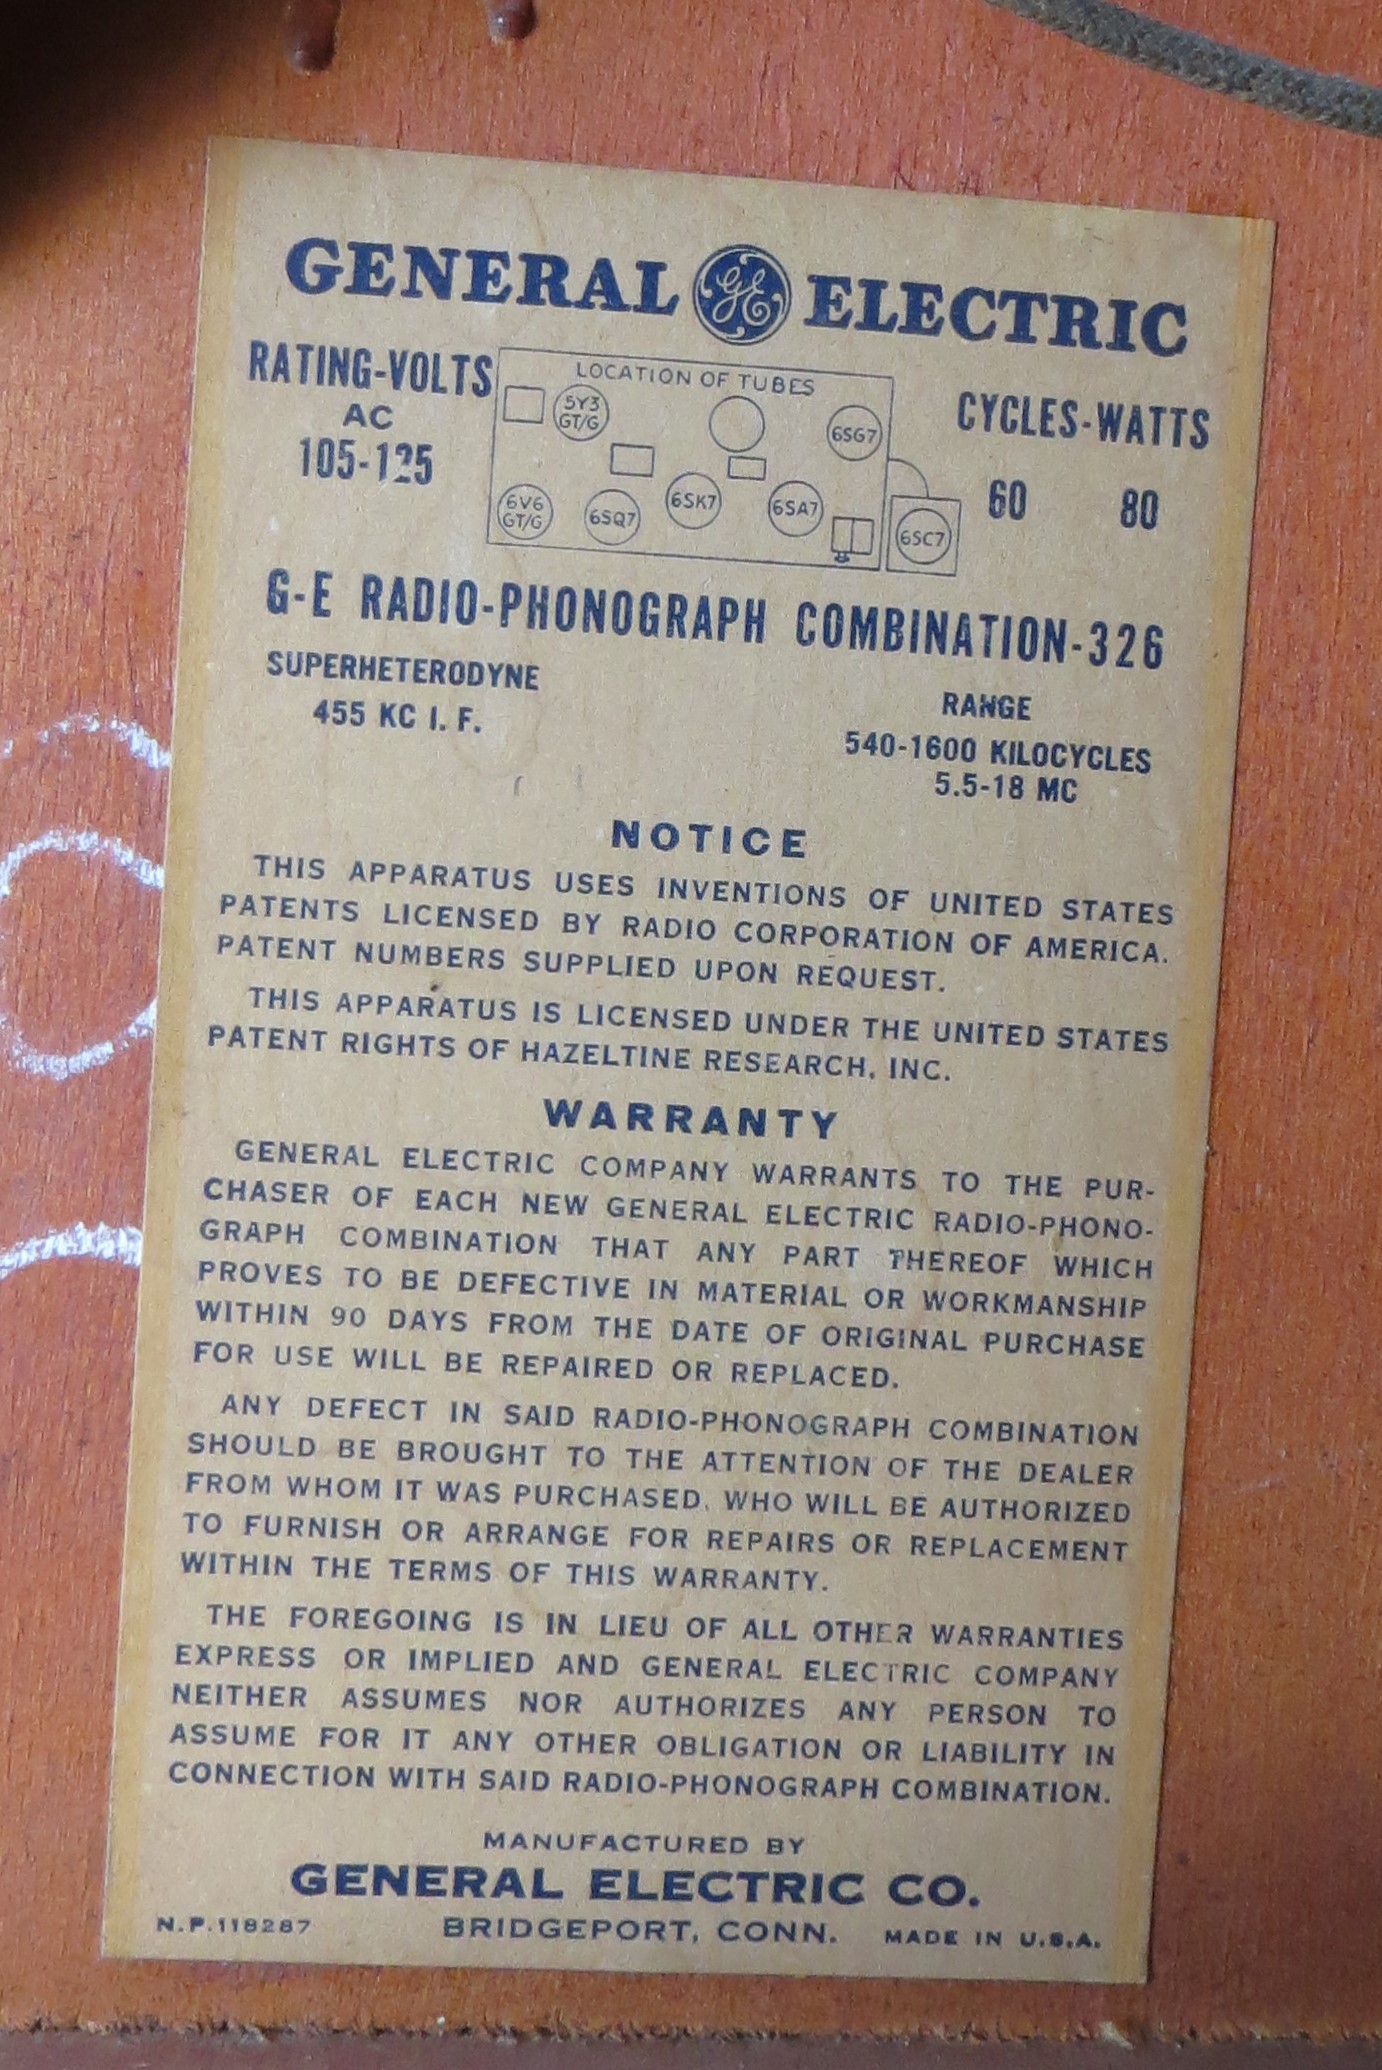 GENERAL GE ELECTRIC
RATING-VOLTS
AC
105-125
LOCATION OF TUBES
5Y3
GT/G
6SG7
6V6
GT/G
6SQ7
6SK7
6SA7
6SC7
CYCLES-WATTS
60 80
G-E RADIO-PHONOGRAPH COMBINATION-326
SUPERHETERODYNE
455 KC I. F.
RANGE
540-1600 KILOCYCLES
5.5-18 MC
NOTICE
THIS APPARATUS USES INVENTIONS OF UNITED STATES
PATENTS LICENSED BY RADIO CORPORATION OF AMERICA.
PATENT NUMBERS SUPPLIED UPON REQUEST.
THIS APPARATUS IS LICENSED UNDER THE UNITED STATES
PATENT RIGHTS OF HAZELTINE RESEARCH, INC.
WARRANTY
GENERAL ELECTRIC COMPANY WARRANTS TO THE PUR-
CHASER OF EACH NEW GENERAL ELECTRIC RADIO-PHONO-
GRAPH COMBINATION THAT ANY PART THEREOF WHICH
PROVES TO BE DEFECTIVE IN MATERIAL OR WORKMANSHIP
WITHIN 90 DAYS FROM THE DATE OF ORIGINAL PURCHASE
FOR USE WILL BE REPAIRED OR REPLACED.
ANY DEFECT IN SAID RADIO-PHONOGRAPH COMBINATION
SHOULD BE BROUGHT TO THE ATTENTION OF THE DEALER
FROM WHOM IT WAS PURCHASED, WHO WILL BE AUTHORIZED
TO FURNISH OR ARRANGE FOR REPAIRS OR REPLACEMENT
WITHIN THE TERMS OF THIS WARRANTY.
THE FOREGOING IS IN LIEU OF ALL OTHER WARRANTIES
EXPRESS OR IMPLIED AND GENERAL ELECTRIC COMPANY
NEITHER ASSUMES NOR AUTHORIZES ANY PERSON TO
ASSUME FOR IT ANY OTHER OBLIGATION OR LIABILITY IN
CONNECTION WITH SAID RADIO-PHONOGRAPH COMBINATION.
MANUFACTURED BY
GENERAL ELECTRIC CO.
N.P.118287 BRIDGEPORT, CONN. MADE IN U.S.A.